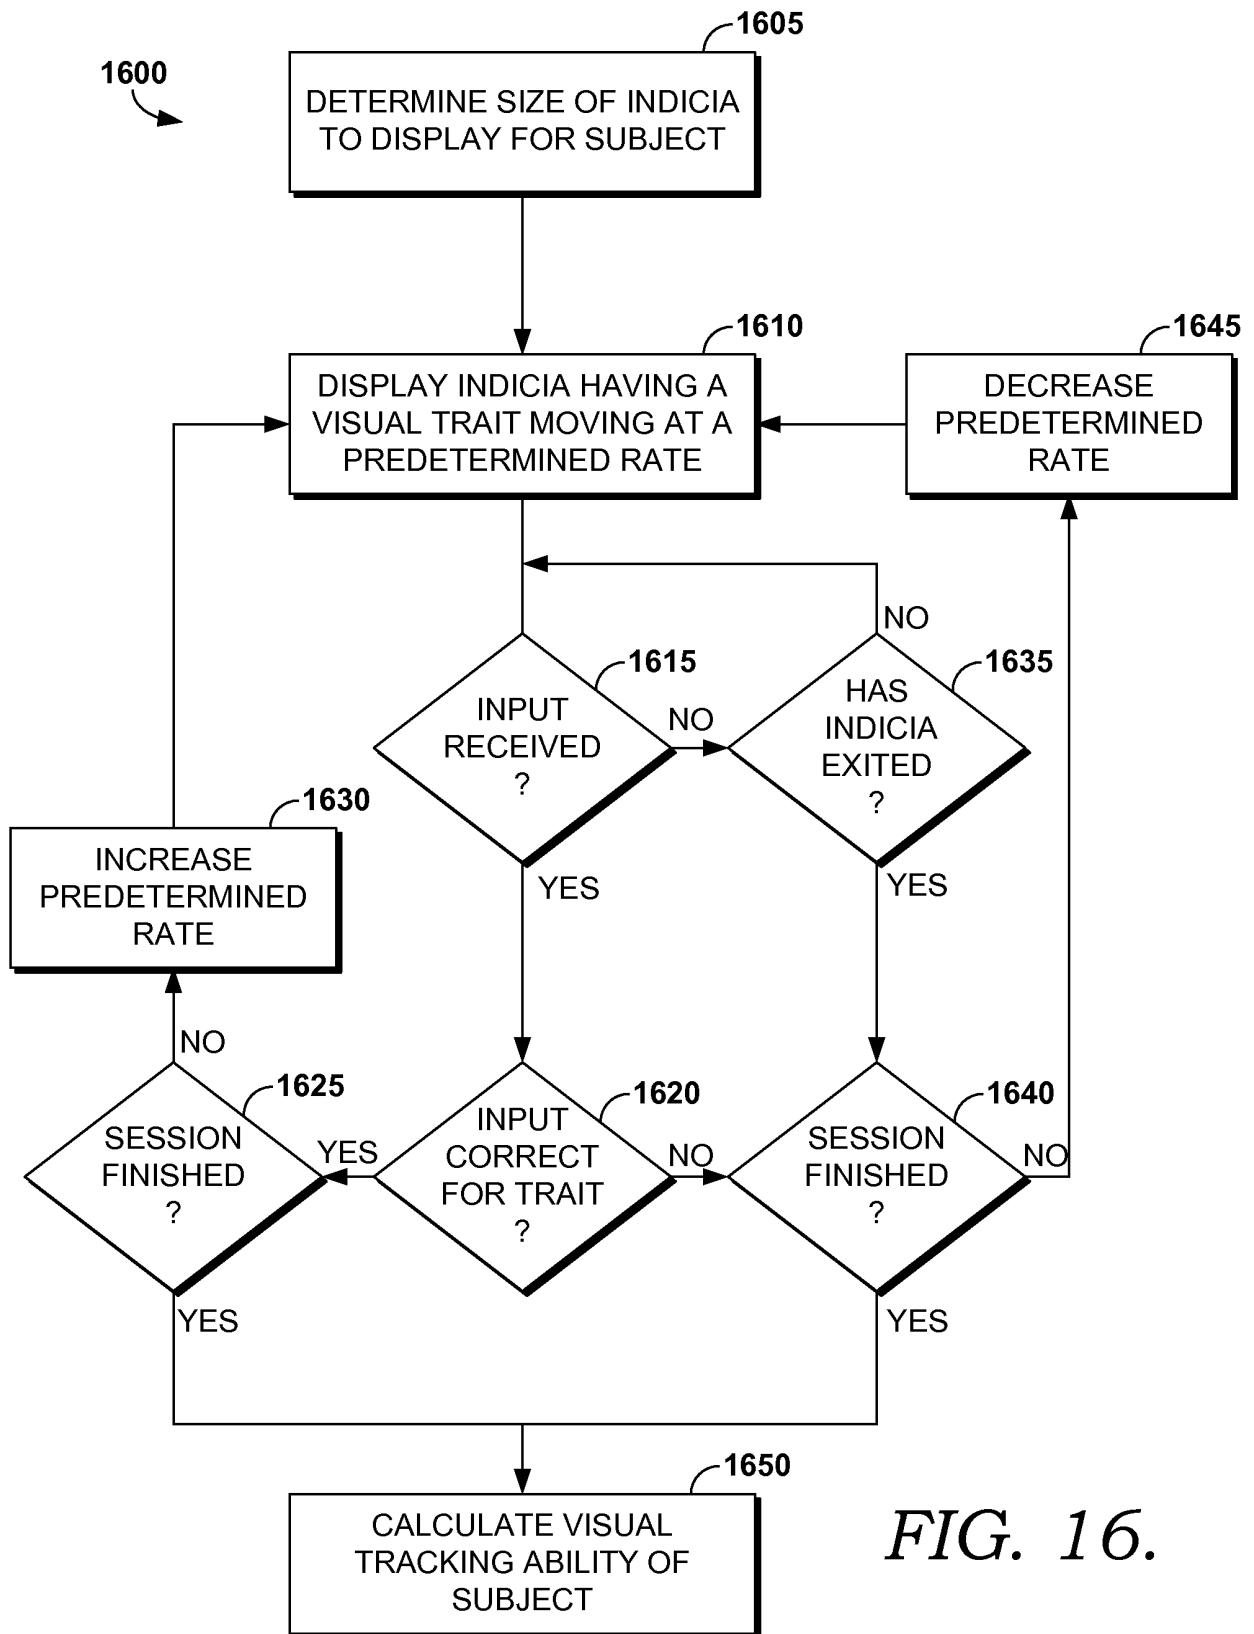 1600
1605
DETERMINE SIZE OF INDICIA
TO DISPLAY FOR SUBJECT
1610
DISPLAY INDICIA HAVING A
VISUAL TRAIT MOVING AT A
PREDETERMINED RATE
1645
DECREASE
PREDETERMINED
RATE
1615
INPUT
RECEIVED
?
NO
YES
1635
HAS
INDICIA
EXITED
?
NO
YES
1630
INCREASE
PREDETERMINED
RATE
NO
1625
SESSION
FINISHED
?
YES
YES
1620
INPUT
CORRECT
FOR TRAIT
?
NO
1640
SESSION
FINISHED
?
NO
YES
1650
CALCULATE VISUAL
TRACKING ABILITY OF
SUBJECT
FIG. 16.